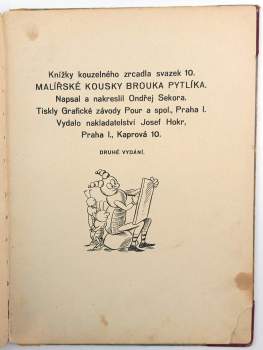 Knížky kouzelného zrcadla svazek 10.
MALÍŘSKÉ KOUSKY BROUKA PYTLÍKA.
Napsal a nakreslil Ondřej Sekora.
Tiskly Grafické závody Pour a spol., Praha I.
Vydalo nakladatelství Josef Hokr,
Praha I., Kaprová 10.
DRUHÉ VYDÁNÍ.